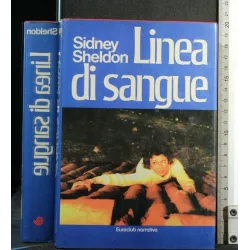 Sidney
Sheldon
Linea
di sangue
Euroclub narrativa
Sheldon
Linea di sangue